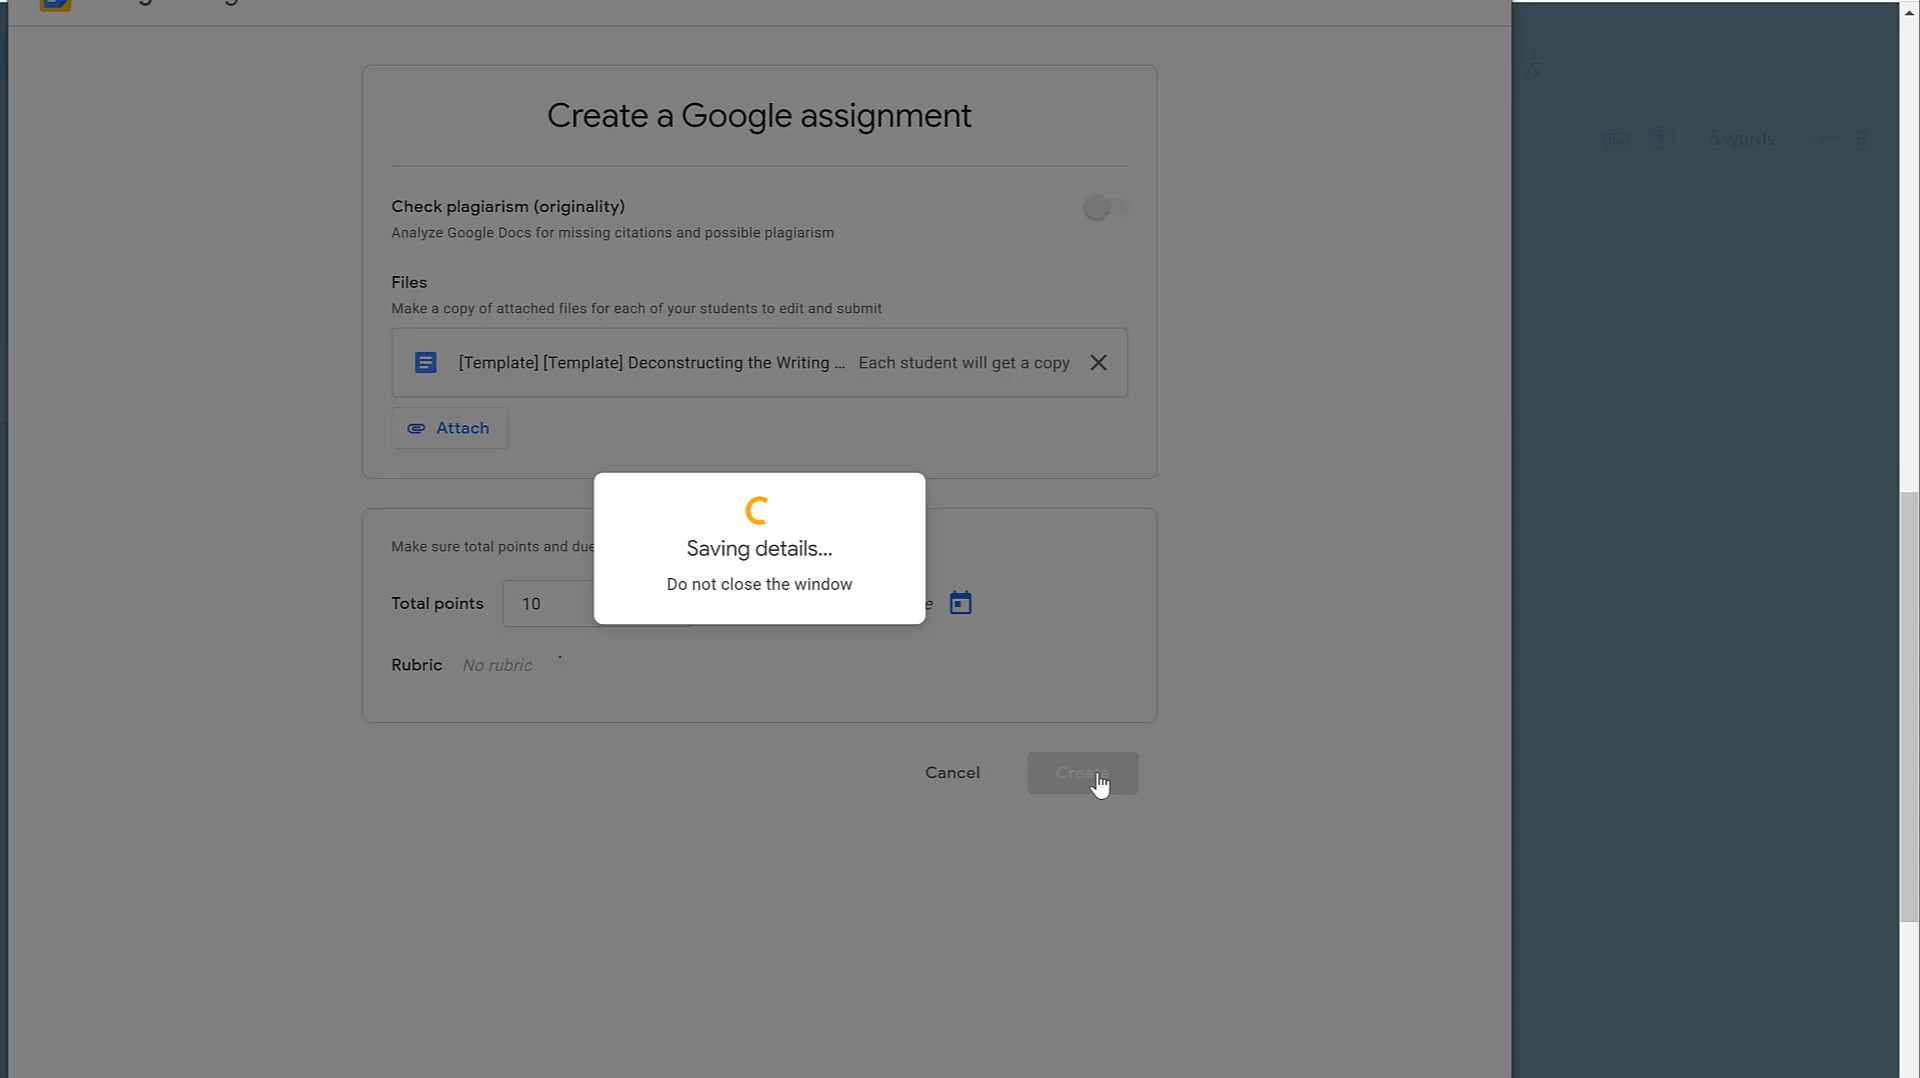 Create a Google assignment
Check plagiarism (originality)
Analyze Google Docs for missing citations and possible plagiarism
Files
Make a copy of attached files for each of your students to edit and submit
[Template] [Template] Deconstructing the Writing ... Each student will get a copy
Attach
Saving details...
Do not close the window
Make sure total points and due
Total points 10
Rubric No rubric
Cancel Create
5 words